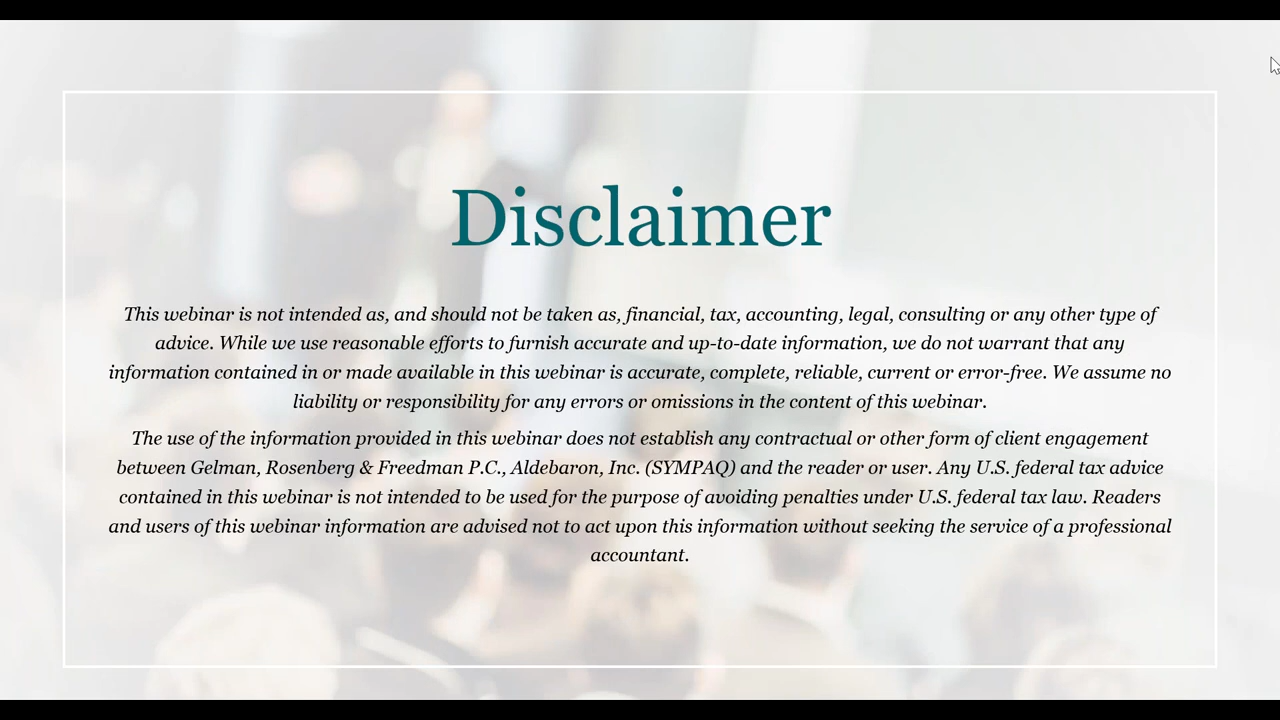 Disclaimer
This webinar is not intended as, and should not be taken as, financial, tax, accounting, legal, consulting or any other type of
advice. While we use reasonable efforts to furnish accurate and up-to-date information, we do not warrant that any
information contained in or made available in this webinar is accurate, complete, reliable, current or error-free. We assume no
liability or responsibility for any errors or omissions in the content of this webinar.
The use of the information provided in this webinar does not establish any contractual or other form of client engagement
between Gelman, Rosenberg & Freedman P.C., Aldebaron, Inc. (SYMPAQ) and the reader or user. Any U.S. federal tax advice
contained in this webinar is not intended to be used for the purpose of avoiding penalties under U.S. federal tax law. Readers
and users of this webinar information are advised not to act upon this information without seeking the service of a professional
accountant.